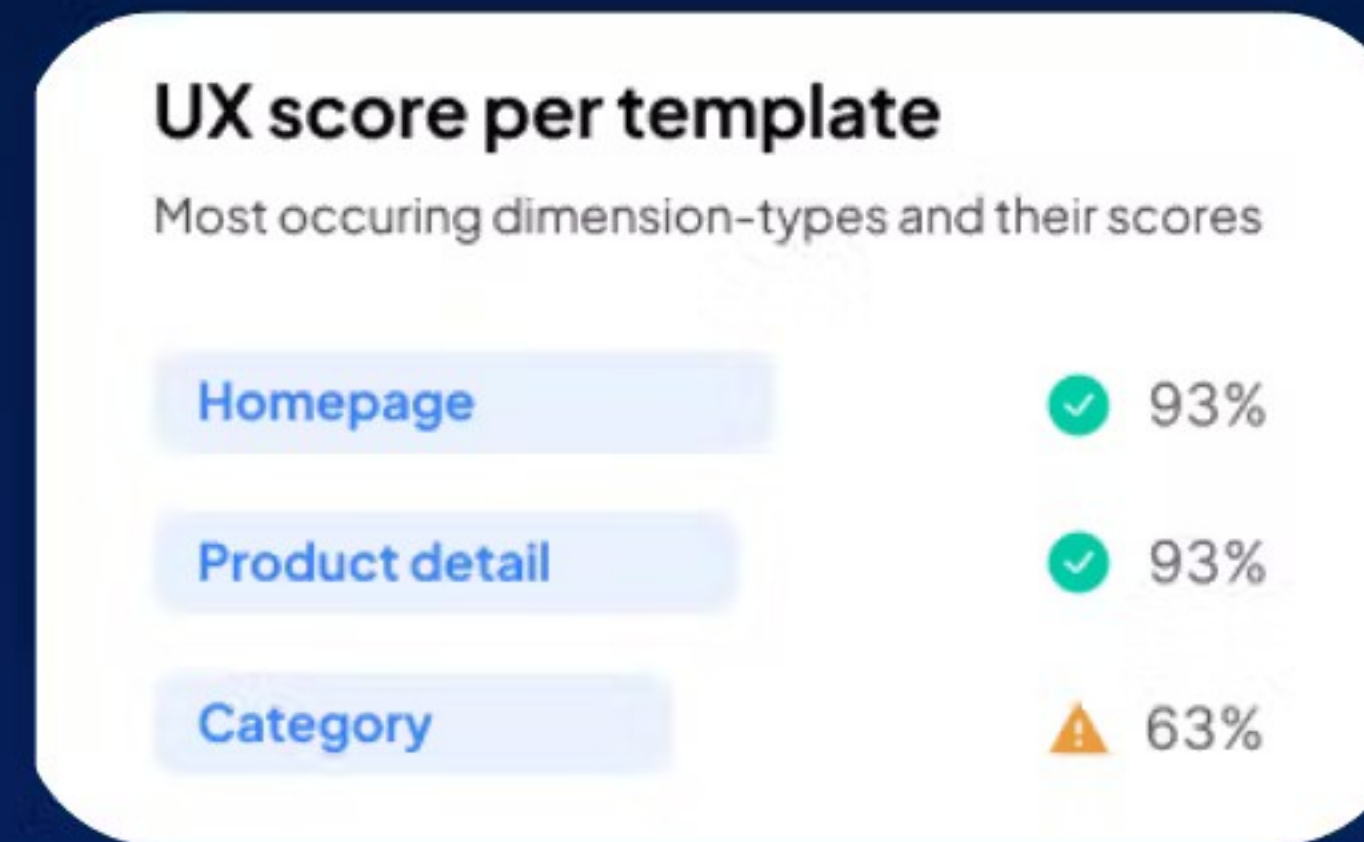 UX score per template
Most occuring dimension-types and their scores
Homepage 93%
Product detail 93%
Category 63%